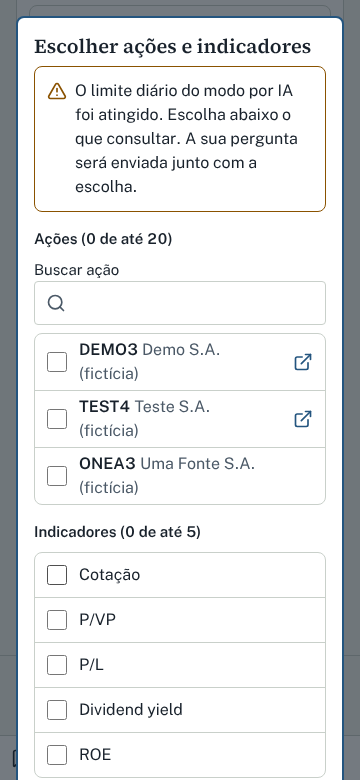 Escolher ações e indicadores
O limite diário do modo por IA
foi atingido. Escolha abaixo o
que consultar. A sua pergunta
será enviada junto com a
escolha.
Ações (0 de até 20)
Buscar ação
DEMO3 Demo S.A.
(fictícia)
TEST4 Teste S.A.
(fictícia)
ONEA3 Uma Fonte S.A.
(fictícia)
Indicadores (0 de até 5)
Cotação
P/VP
P/L
Dividend yield
ROE